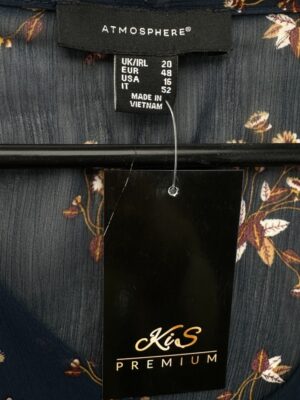 ATMOSPHERE®
UK/IRL 20
EUR 48
USA 16
IT 52
MADE IN
VIETNAM
KiS
PREMIUM